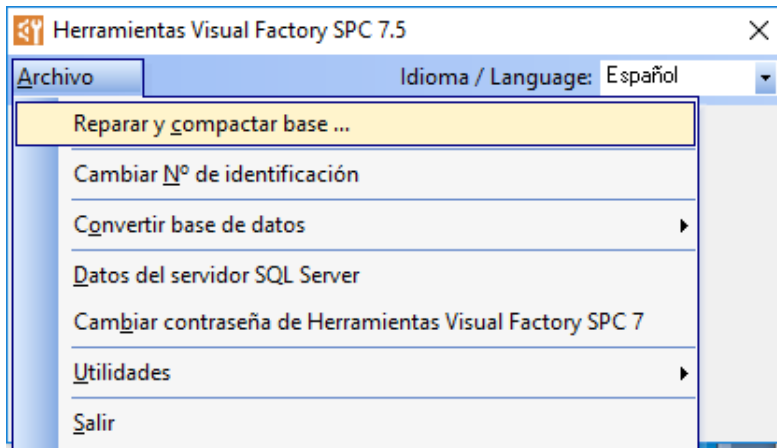 Herramientas Visual Factory SPC 7.5
Archivo Idioma / Language: Español
Reparar y compactar base ...
Cambiar Nº de identificación
Convertir base de datos
Datos del servidor SQL Server
Cambiar contraseña de Herramientas Visual Factory SPC 7
Utilidades
Salir